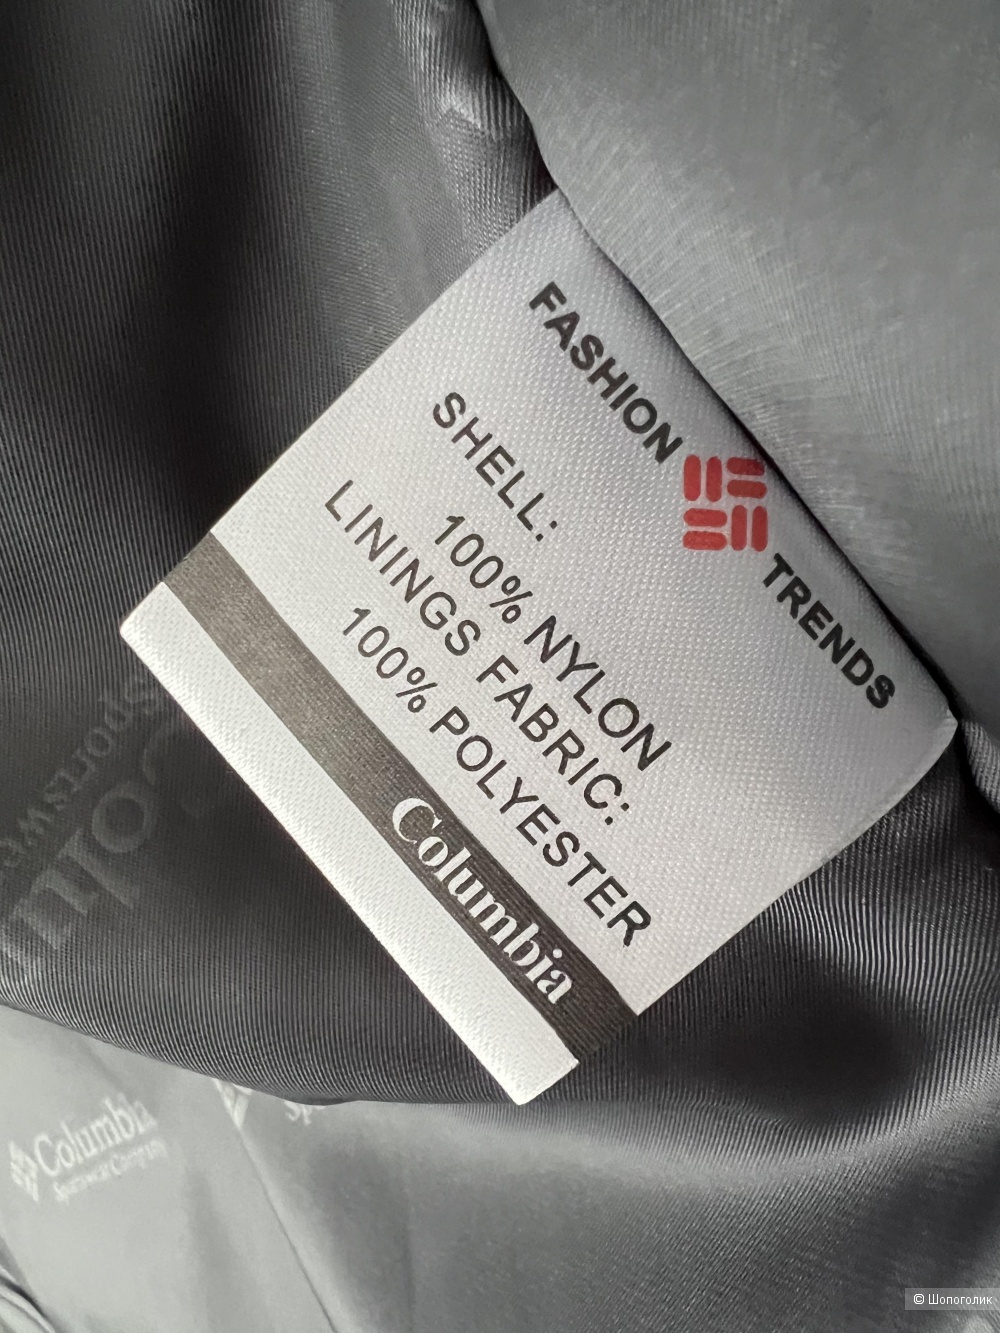 FASHION TRENDS
SHELL:
100% NYLON
LININGS FABRIC:
100% POLYESTER
Columbia
Columbia
Sportswear Company
© Шопоголик